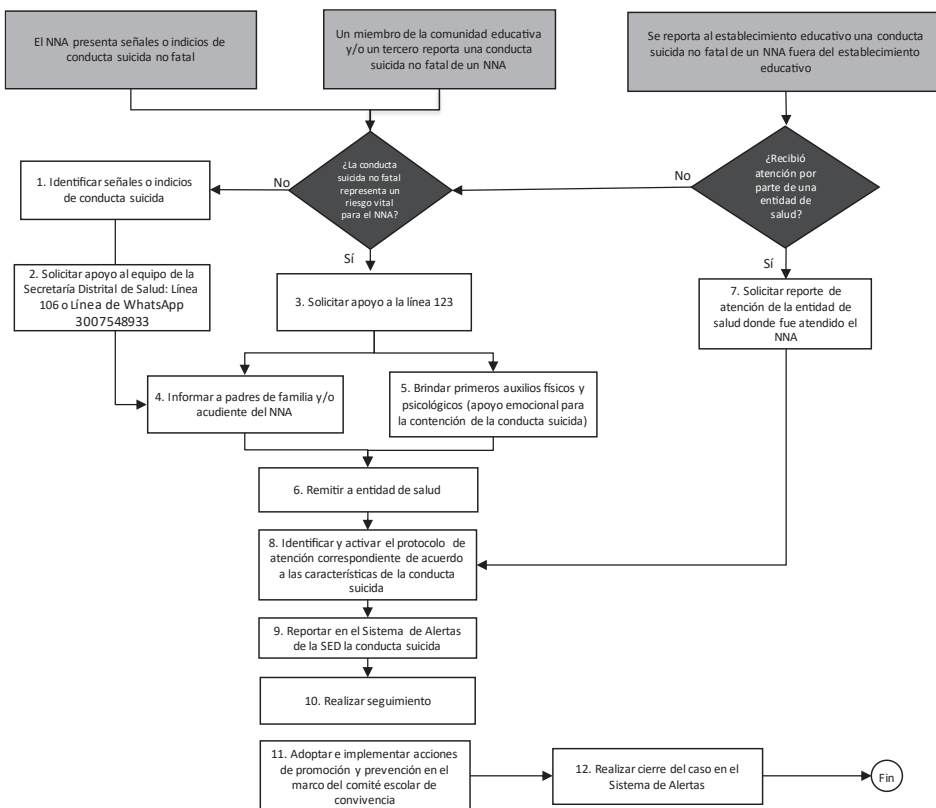 El NNA presenta señales o indicios de
conducta suicida no fatal
Un miembro de la comunidad educativa
y/o un tercero reporta una conducta
suicida no fatal de un NNA
Se reporta al establecimiento educativo una conducta
suicida no fatal de un NNA fuera del establecimiento
educativo
¿La conducta
suicida no fatal
representa un
riesgo vital
para el NNA?
¿Recibió
atención por
parte de una
entidad de
salud?
No
No
Sí
Sí
1. Identificar señales o indicios
de conducta suicida
2. Solicitar apoyo al equipo de la
Secretaría Distrital de Salud: Línea
106 o Línea de WhatsApp
3007548933
3. Solicitar apoyo a la línea 123
7. Solicitar reporte de
atención de la entidad de
salud donde fue atendido el
NNA
4. Informar a padres de familia y/o
acudiente del NNA
5. Brindar primeros auxilios físicos y
psicológicos (apoyo emocional para
la contención de la conducta suicida)
6. Remitir a entidad de salud
8. Identificar y activar el protocolo de
atención correspondiente de acuerdo
a las características de la conducta
suicida
9. Reportar en el Sistema de Alertas
de la SED la conducta suicida
10. Realizar seguimiento
11. Adoptar e implementar acciones
de promoción y prevención en el
marco del comité escolar de
convivencia
12. Realizar cierre del caso en el
Sistema de Alertas
Fin